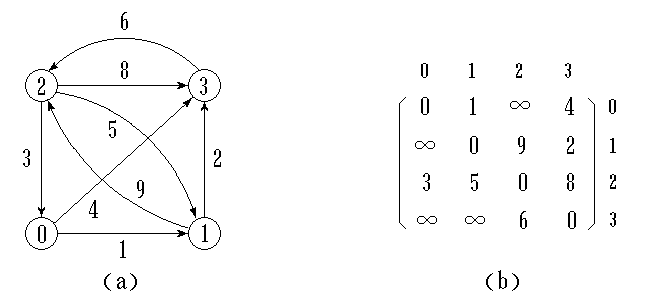 6
2 8 3
5
3 2
4 9
0 1 1
(a)
0 1 2 3
0 1 ∞ 4 0
∞ 0 9 2 1
3 5 0 8 2
∞ ∞ 6 0 3
(b)